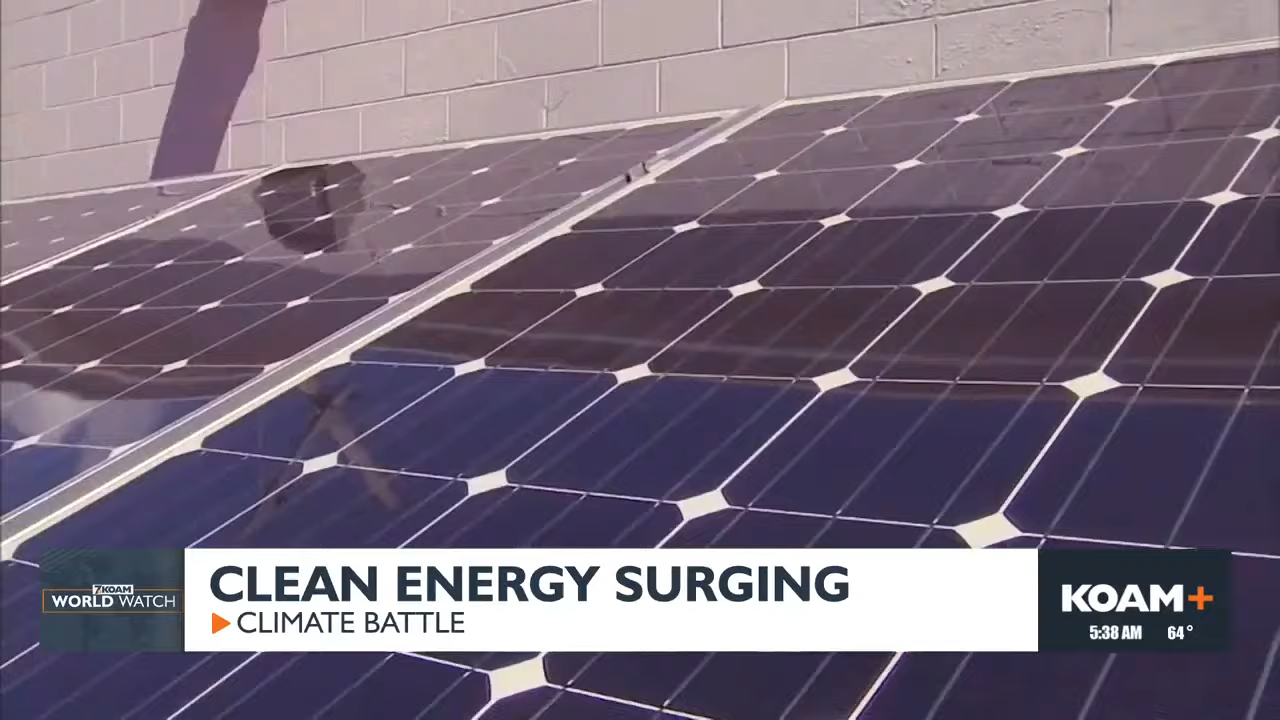 CLEAN ENERGY SURGING
CLIMATE BATTLE
7KOAM
WORLD WATCH
KOAM+
5:38 AM 64°